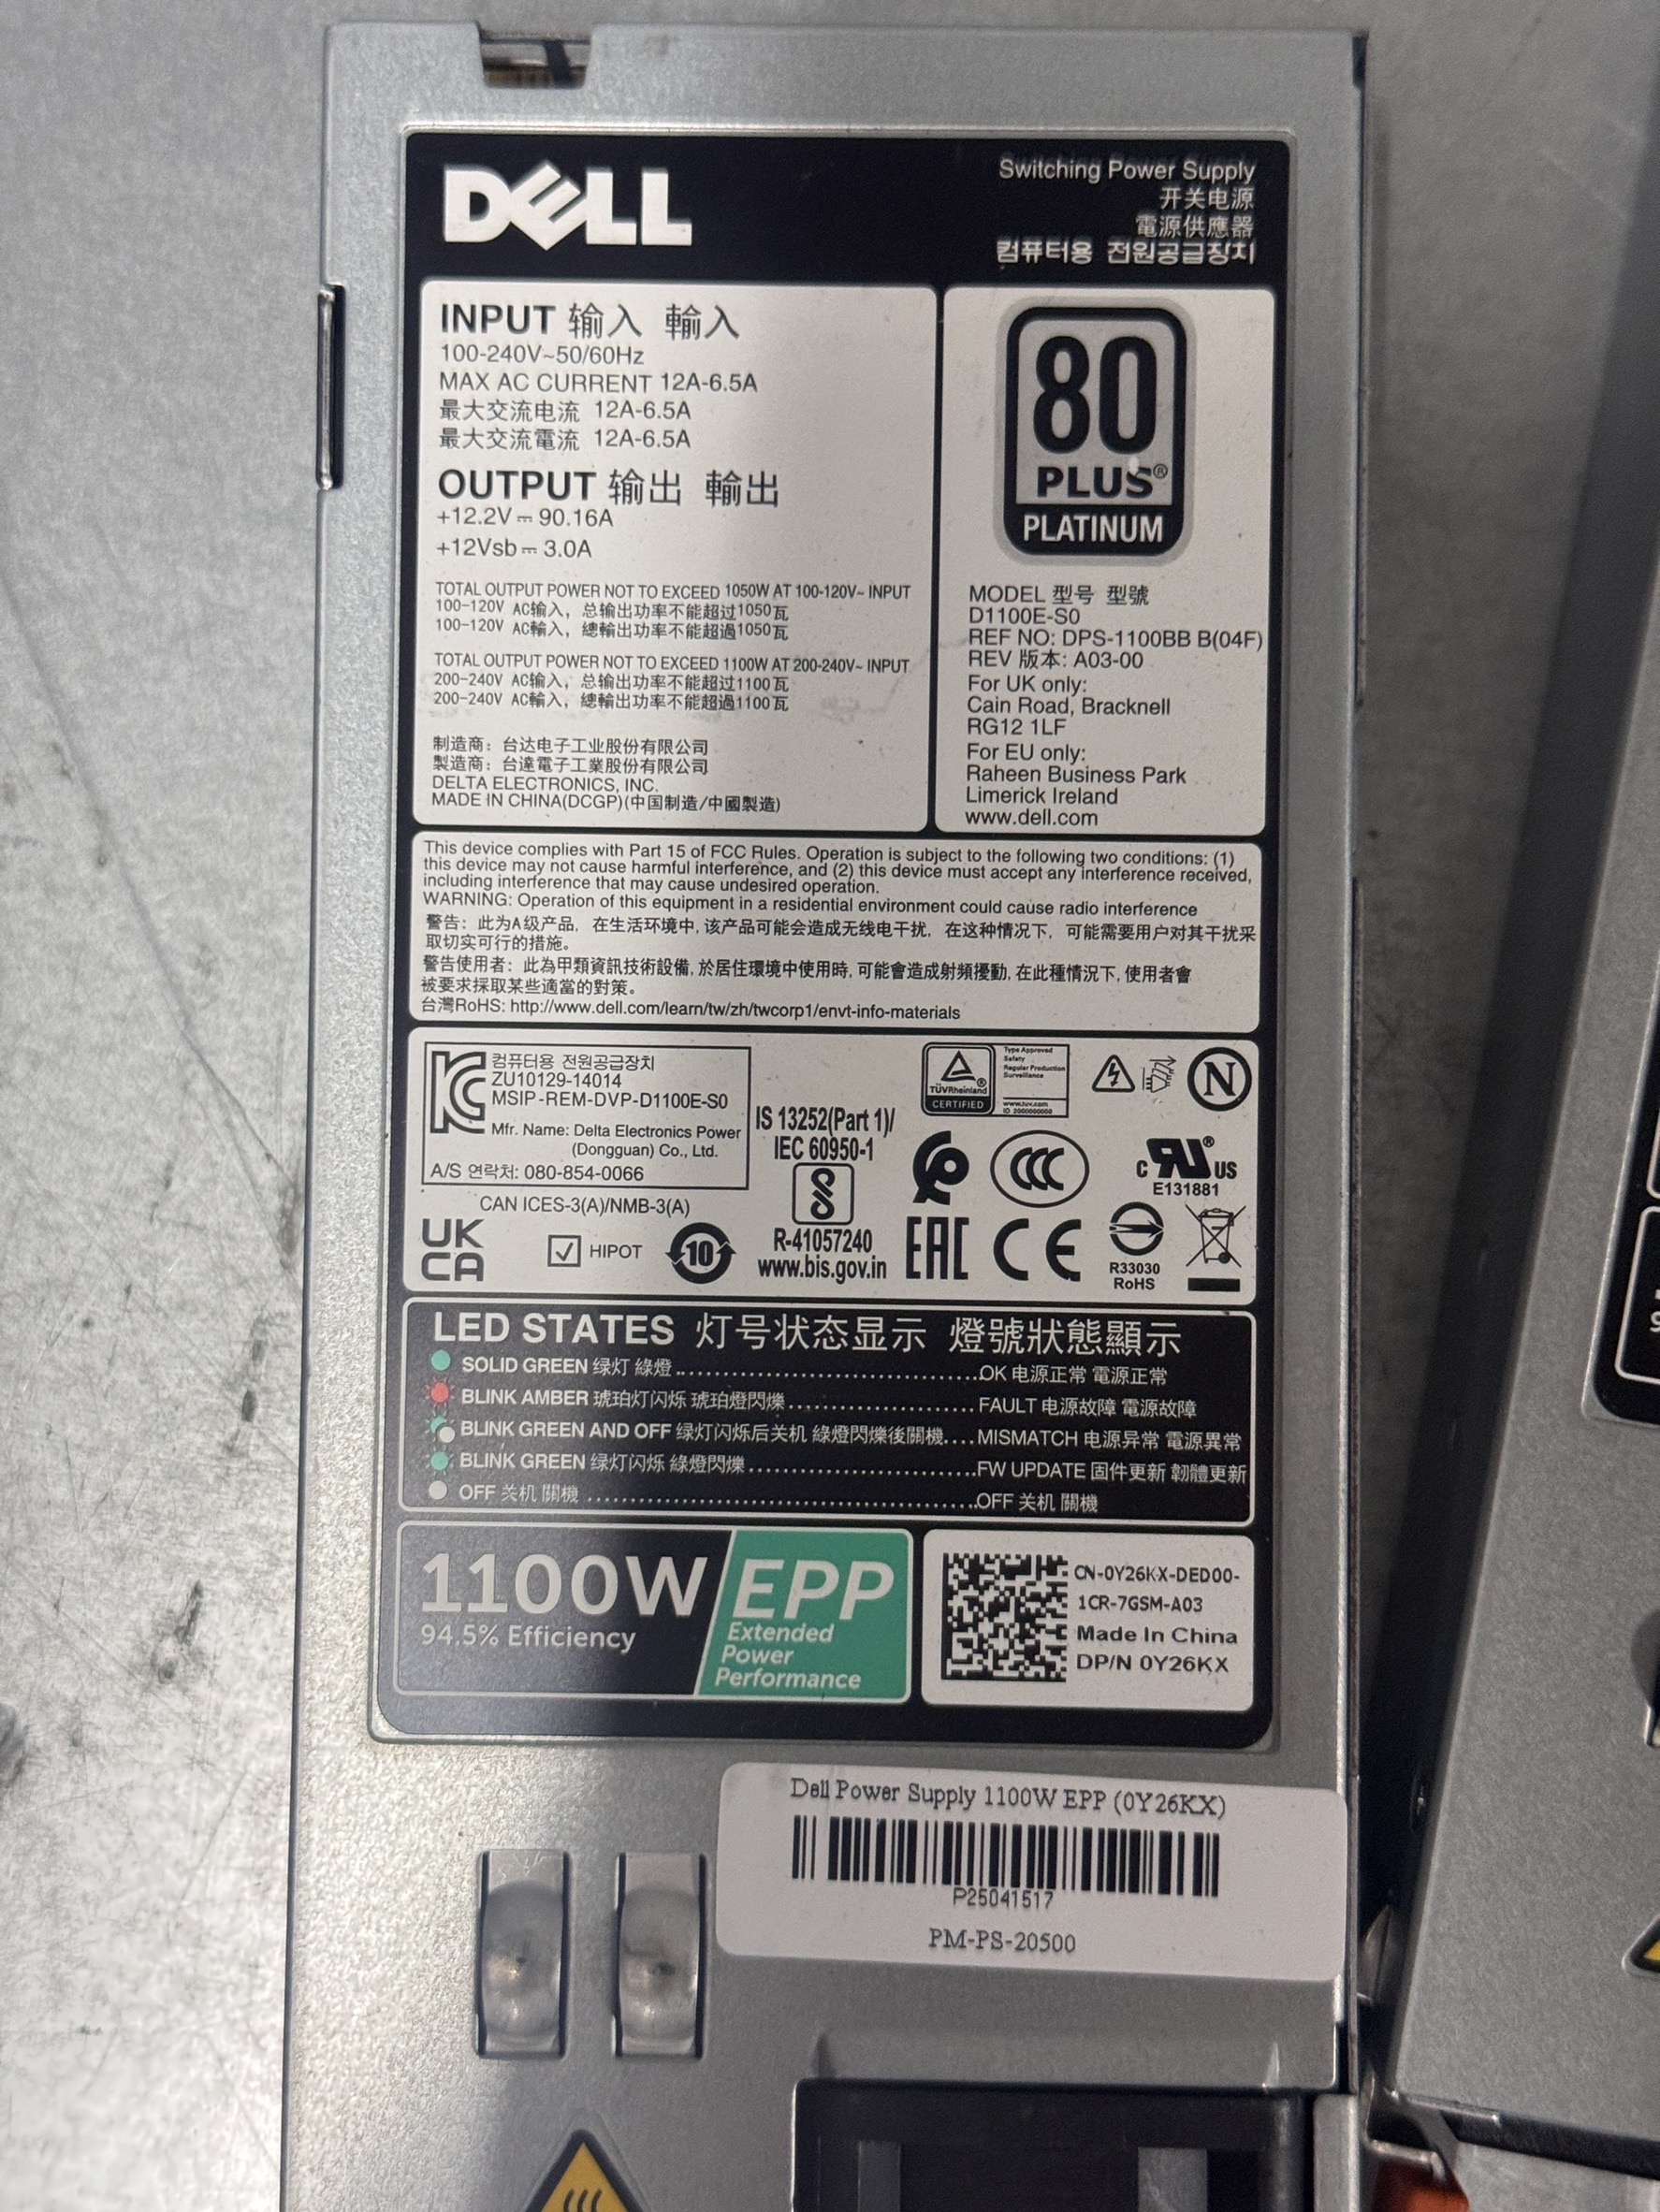 DELL
Switching Power Supply
开关电源
電源供應器
컴퓨터용 전원공급장치
INPUT 输入 輸入
100-240V~50/60Hz
MAX AC CURRENT 12A-6.5A
最大交流电流 12A-6.5A
最大交流電流 12A-6.5A
OUTPUT 输出 輸出
+12.2V⎓90.16A
+12Vsb⎓3.0A
TOTAL OUTPUT POWER NOT TO EXCEED 1050W AT 100-120V~ INPUT
100-120V AC输入，总输出功率不能超过1050瓦
100-120V AC輸入，總輸出功率不能超過1050瓦
TOTAL OUTPUT POWER NOT TO EXCEED 1100W AT 200-240V~ INPUT
200-240V AC输入，总输出功率不能超过1100瓦
200-240V AC輸入，總輸出功率不能超過1100瓦
制造商：台达电子工业股份有限公司
製造商：台達電子工業股份有限公司
DELTA ELECTRONICS, INC.
MADE IN CHINA(DCGP)(中国制造/中國製造)
80
PLUS®
PLATINUM
MODEL 型号 型號
D1100E-S0
REF NO: DPS-1100BB B(04F)
REV 版本: A03-00
For UK only:
Cain Road, Bracknell
RG12 1LF
For EU only:
Raheen Business Park
Limerick Ireland
www.dell.com
This device complies with Part 15 of FCC Rules. Operation is subject to the following two conditions: (1)
this device may not cause harmful interference, and (2) this device must accept any interference received,
including interference that may cause undesired operation.
WARNING: Operation of this equipment in a residential environment could cause radio interference
警告：此为A级产品，在生活环境中,该产品可能会造成无线电干扰，在这种情况下，可能需要用户对其干扰采
取切实可行的措施。
警告使用者：此為甲類資訊技術設備,於居住環境中使用時,可能會造成射頻擾動,在此種情況下,使用者會
被要求採取某些適當的對策。
台灣RoHS: http://www.dell.com/learn/tw/zh/twcorp1/envt-info-materials
컴퓨터용 전원공급장치
ZU10129-14014
MSIP-REM-DVP-D1100E-S0
Mfr. Name: Delta Electronics Power
(Dongguan) Co., Ltd.
A/S 연락처: 080-854-0066
CAN ICES-3(A)/NMB-3(A)
UK
CA
HIPOT
10
IS 13252(Part 1)/
IEC 60950-1
R-41057240
www.bis.gov.in
TÜVRheinland®
CERTIFIED
Type Approved
Safety
Regular Production
Surveillance
www.tuv.com
ID 2000000000
N
CCC
C RU® US
E131881
EAC
CE
R33030
RoHS
LED STATES 灯号状态显示 燈號狀態顯示
SOLID GREEN 绿灯 綠燈 ........ OK 电源正常 電源正常
BLINK AMBER 琥珀灯闪烁 琥珀燈閃爍 ........ FAULT 电源故障 電源故障
BLINK GREEN AND OFF 绿灯闪烁后关机 綠燈閃爍後關機.... MISMATCH 电源异常 電源異常
BLINK GREEN 绿灯闪烁 綠燈閃爍 ........ FW UPDATE 固件更新 韌體更新
OFF 关机 關機 ........ OFF 关机 關機
1100W
94.5% Efficiency
EPP
Extended
Power
Performance
CN-0Y26KX-DED00-
1CR-7GSM-A03
Made In China
DP/N 0Y26KX
Dell Power Supply 1100W EPP (0Y26KX)
P25041517
PM-PS-20500